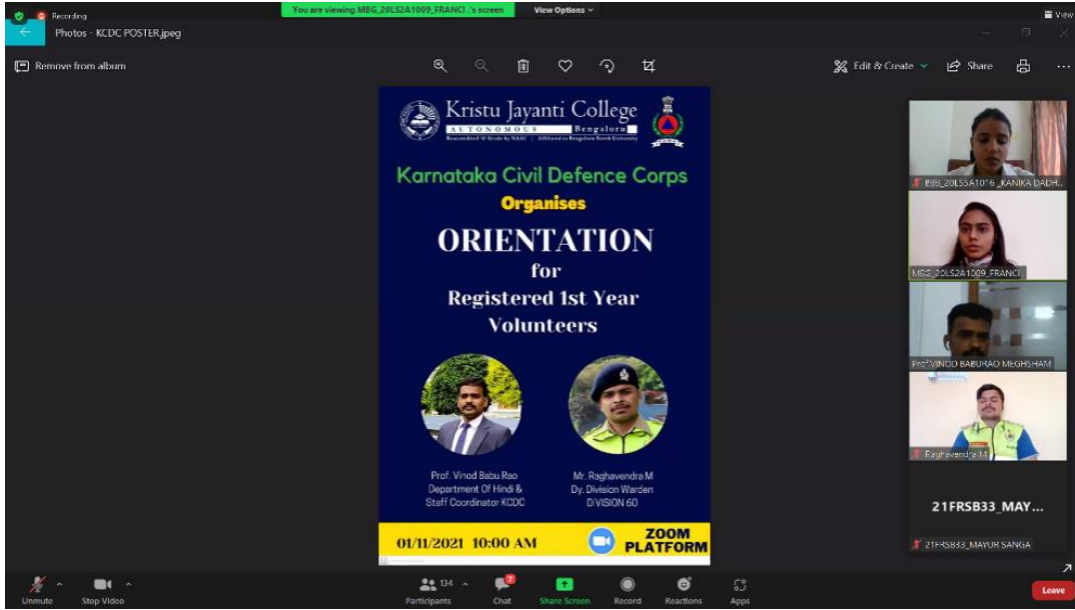 Recording
You are viewing MBG_20LS2A1009_FRANCI.'s screen
View Options
View
Photos - KCDC POSTER.jpeg
Remove from album
Edit & Create
Share
Kristu Jayanti College
AUTONOMOUS
Bengaluru
Karnataka Civil Defence Corps
Organises
ORIENTATION
for
Registered 1st Year
Volunteers
Prof. Vinod Babu Rao
Department Of Hindi &
Staff Coordinator KCDC
Mr. Raghavendra M
Dy. Division Warden
DIVISION 60
01/11/2021 10:00 AM
ZOOM
PLATFORM
BBB_20LS5A1016 _KANIKA DADH..
MBG_20LS2A1009_FRANCI.
Prof.VINOD BABURAO MEGHSHAM
Raghavendra M
21FRSB33_MAY...
21FRSB33_MAYUR SANGA
Unmute
Stop Video
134
Participants
7
Chat
Share Screen
Record
Reactions
Apps
Leave